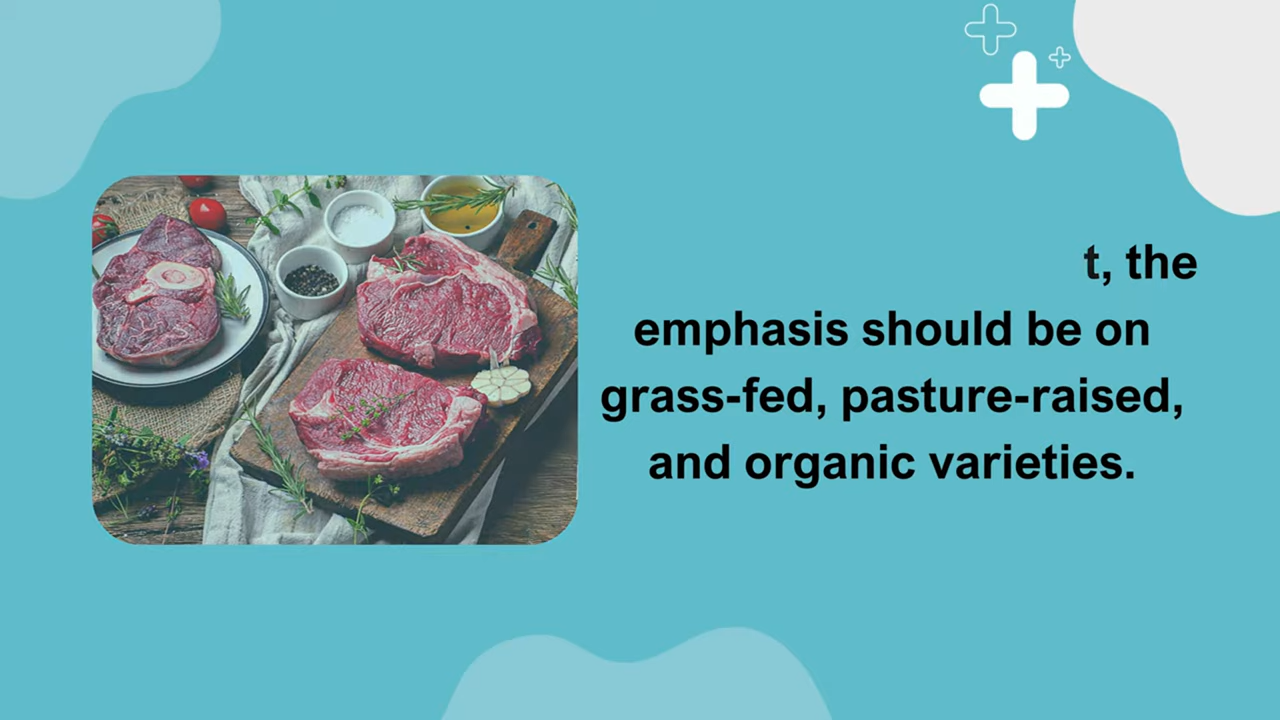 t, the
emphasis should be on
grass-fed, pasture-raised,
and organic varieties.